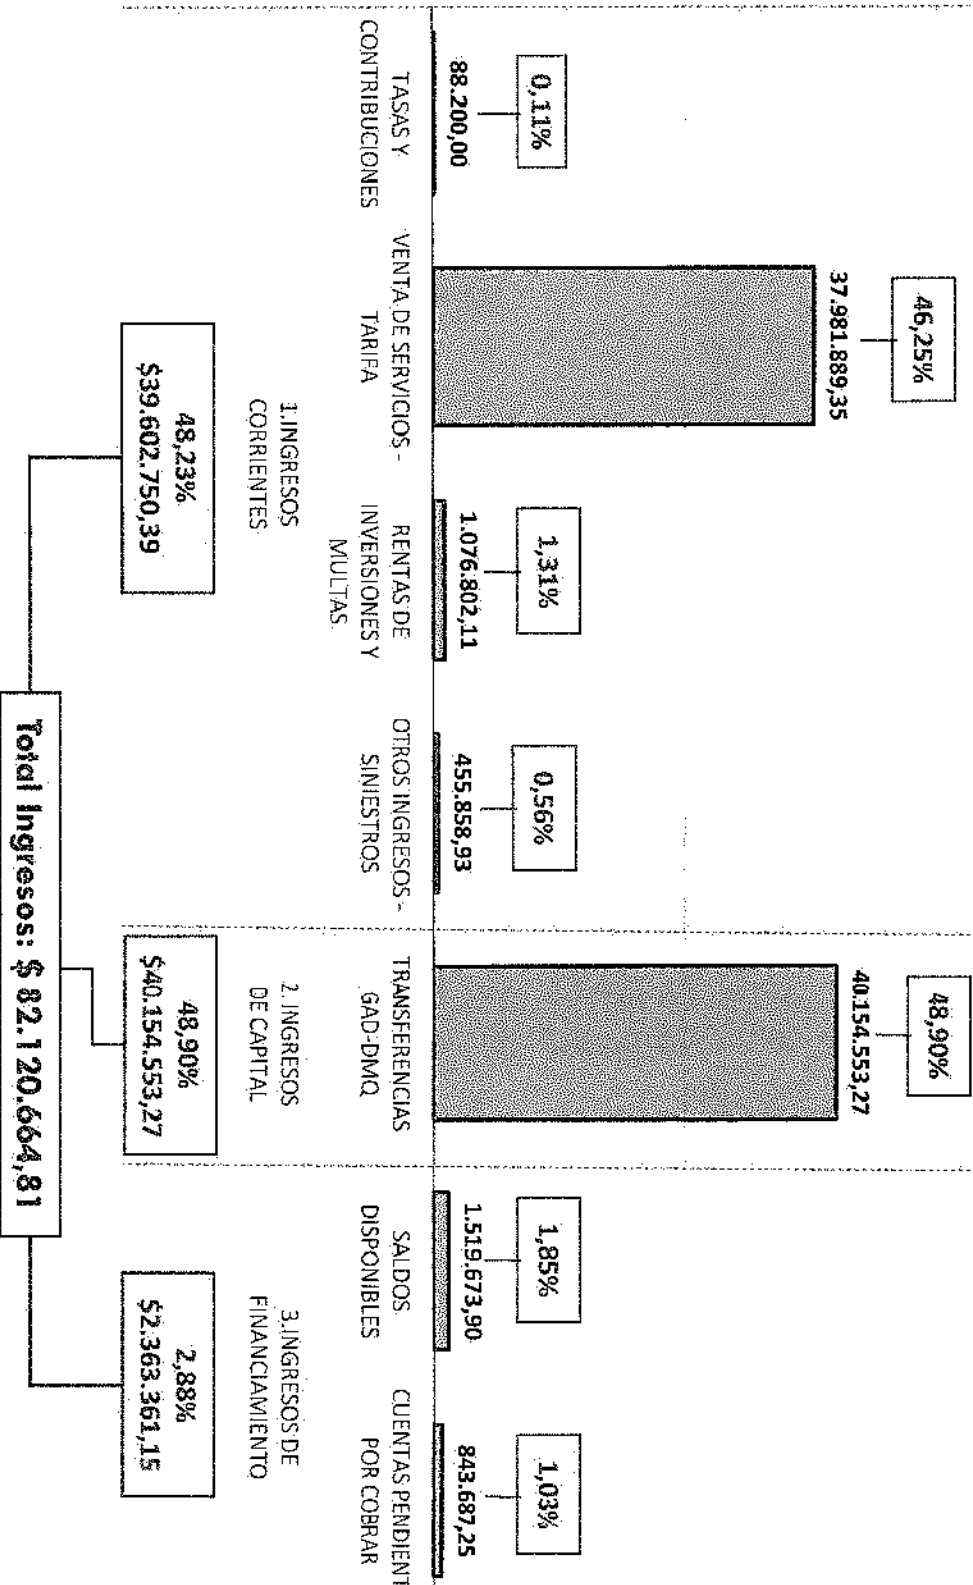 0,11%
88.200,00
TASAS Y
CONTRIBUCIONES
46,25%
37.981.889,35
VENTA DE SERVICIOS -
TARIFA
1,31%
1.076.802,11
RENTAS DE
INVERSIONES Y
MULTAS
0,56%
455.858,93
OTROS INGRESOS -
SINIESTROS
48,90%
40.154.553,27
TRANSFERENCIAS
GAD-DMQ
1,85%
1.519.673,90
SALDOS
DISPONIBLES
1,03%
843.687,25
CUENTAS PENDIENT
POR COBRAR
1.INGRESOS
CORRIENTES
48,23%
$39.602.750,39
2. INGRESOS
DE CAPITAL
48,90%
$40.154.553,27
3.INGRESOS DE
FINANCIAMIENTO
2,88%
$2.363.361,15
Total Ingresos: $ 82.120.664,81